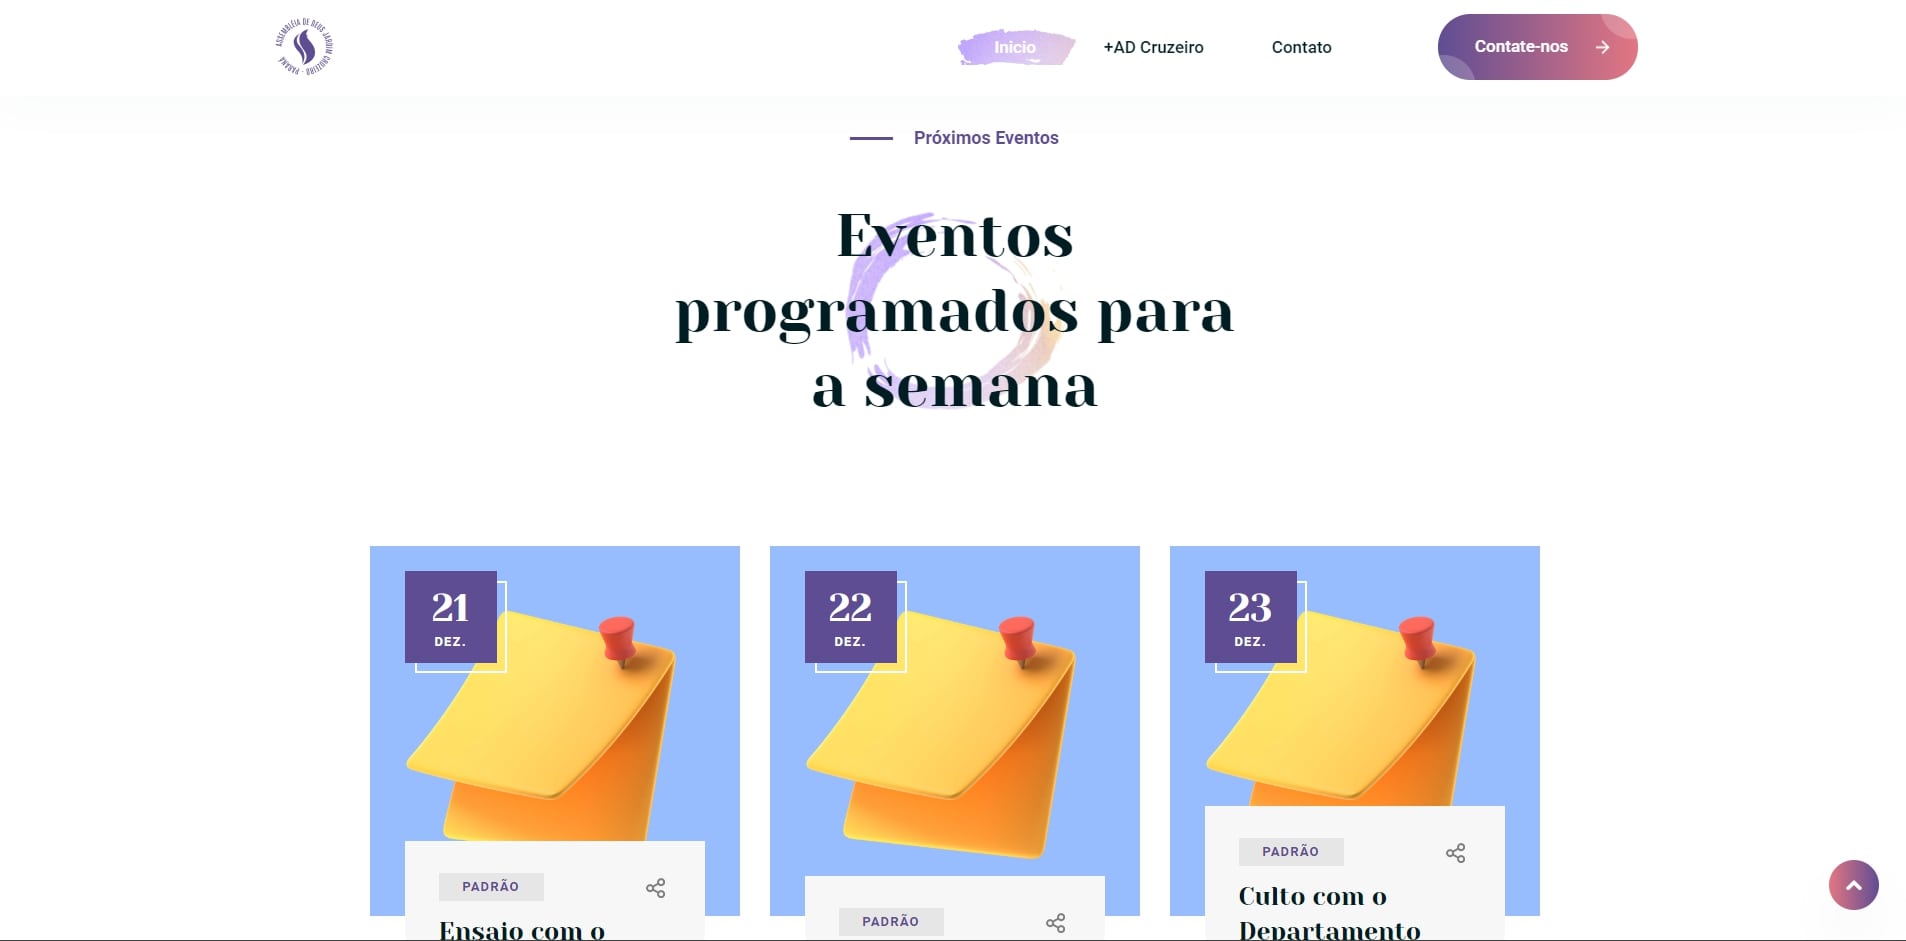 ASSEMBLÉIA DE DEUS JARDIM CRUZEIRO - PARANÁ
Inicio
+AD Cruzeiro
Contato
Contate-nos
Próximos Eventos
Eventos
programados para
a semana
21
DEZ.
22
DEZ.
23
DEZ.
PADRÃO
Ensaio com o
PADRÃO
PADRÃO
Culto com o
Departamento